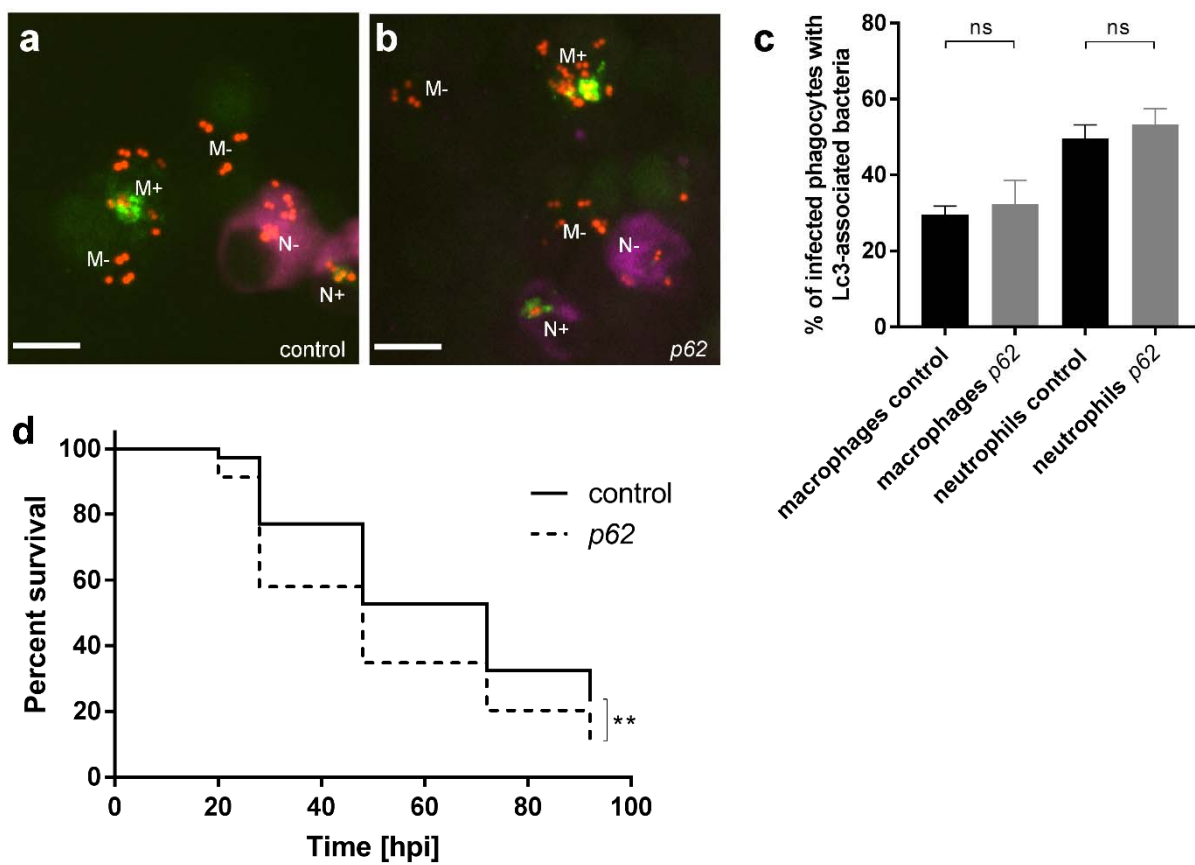 a
M-
M+
M-
N-
N+
control
b
M+
M-
M-
N-
N+
p62
c
ns
ns
% of infected phagocytes with
Lc3-associated bacteria
80
60
40
20
0
macrophages control
macrophages p62
neutrophils control
neutrophils p62
d
Percent survival
100
80
60
40
20
0
control
p62
**
0 20 40 60 80 100
Time [hpi]